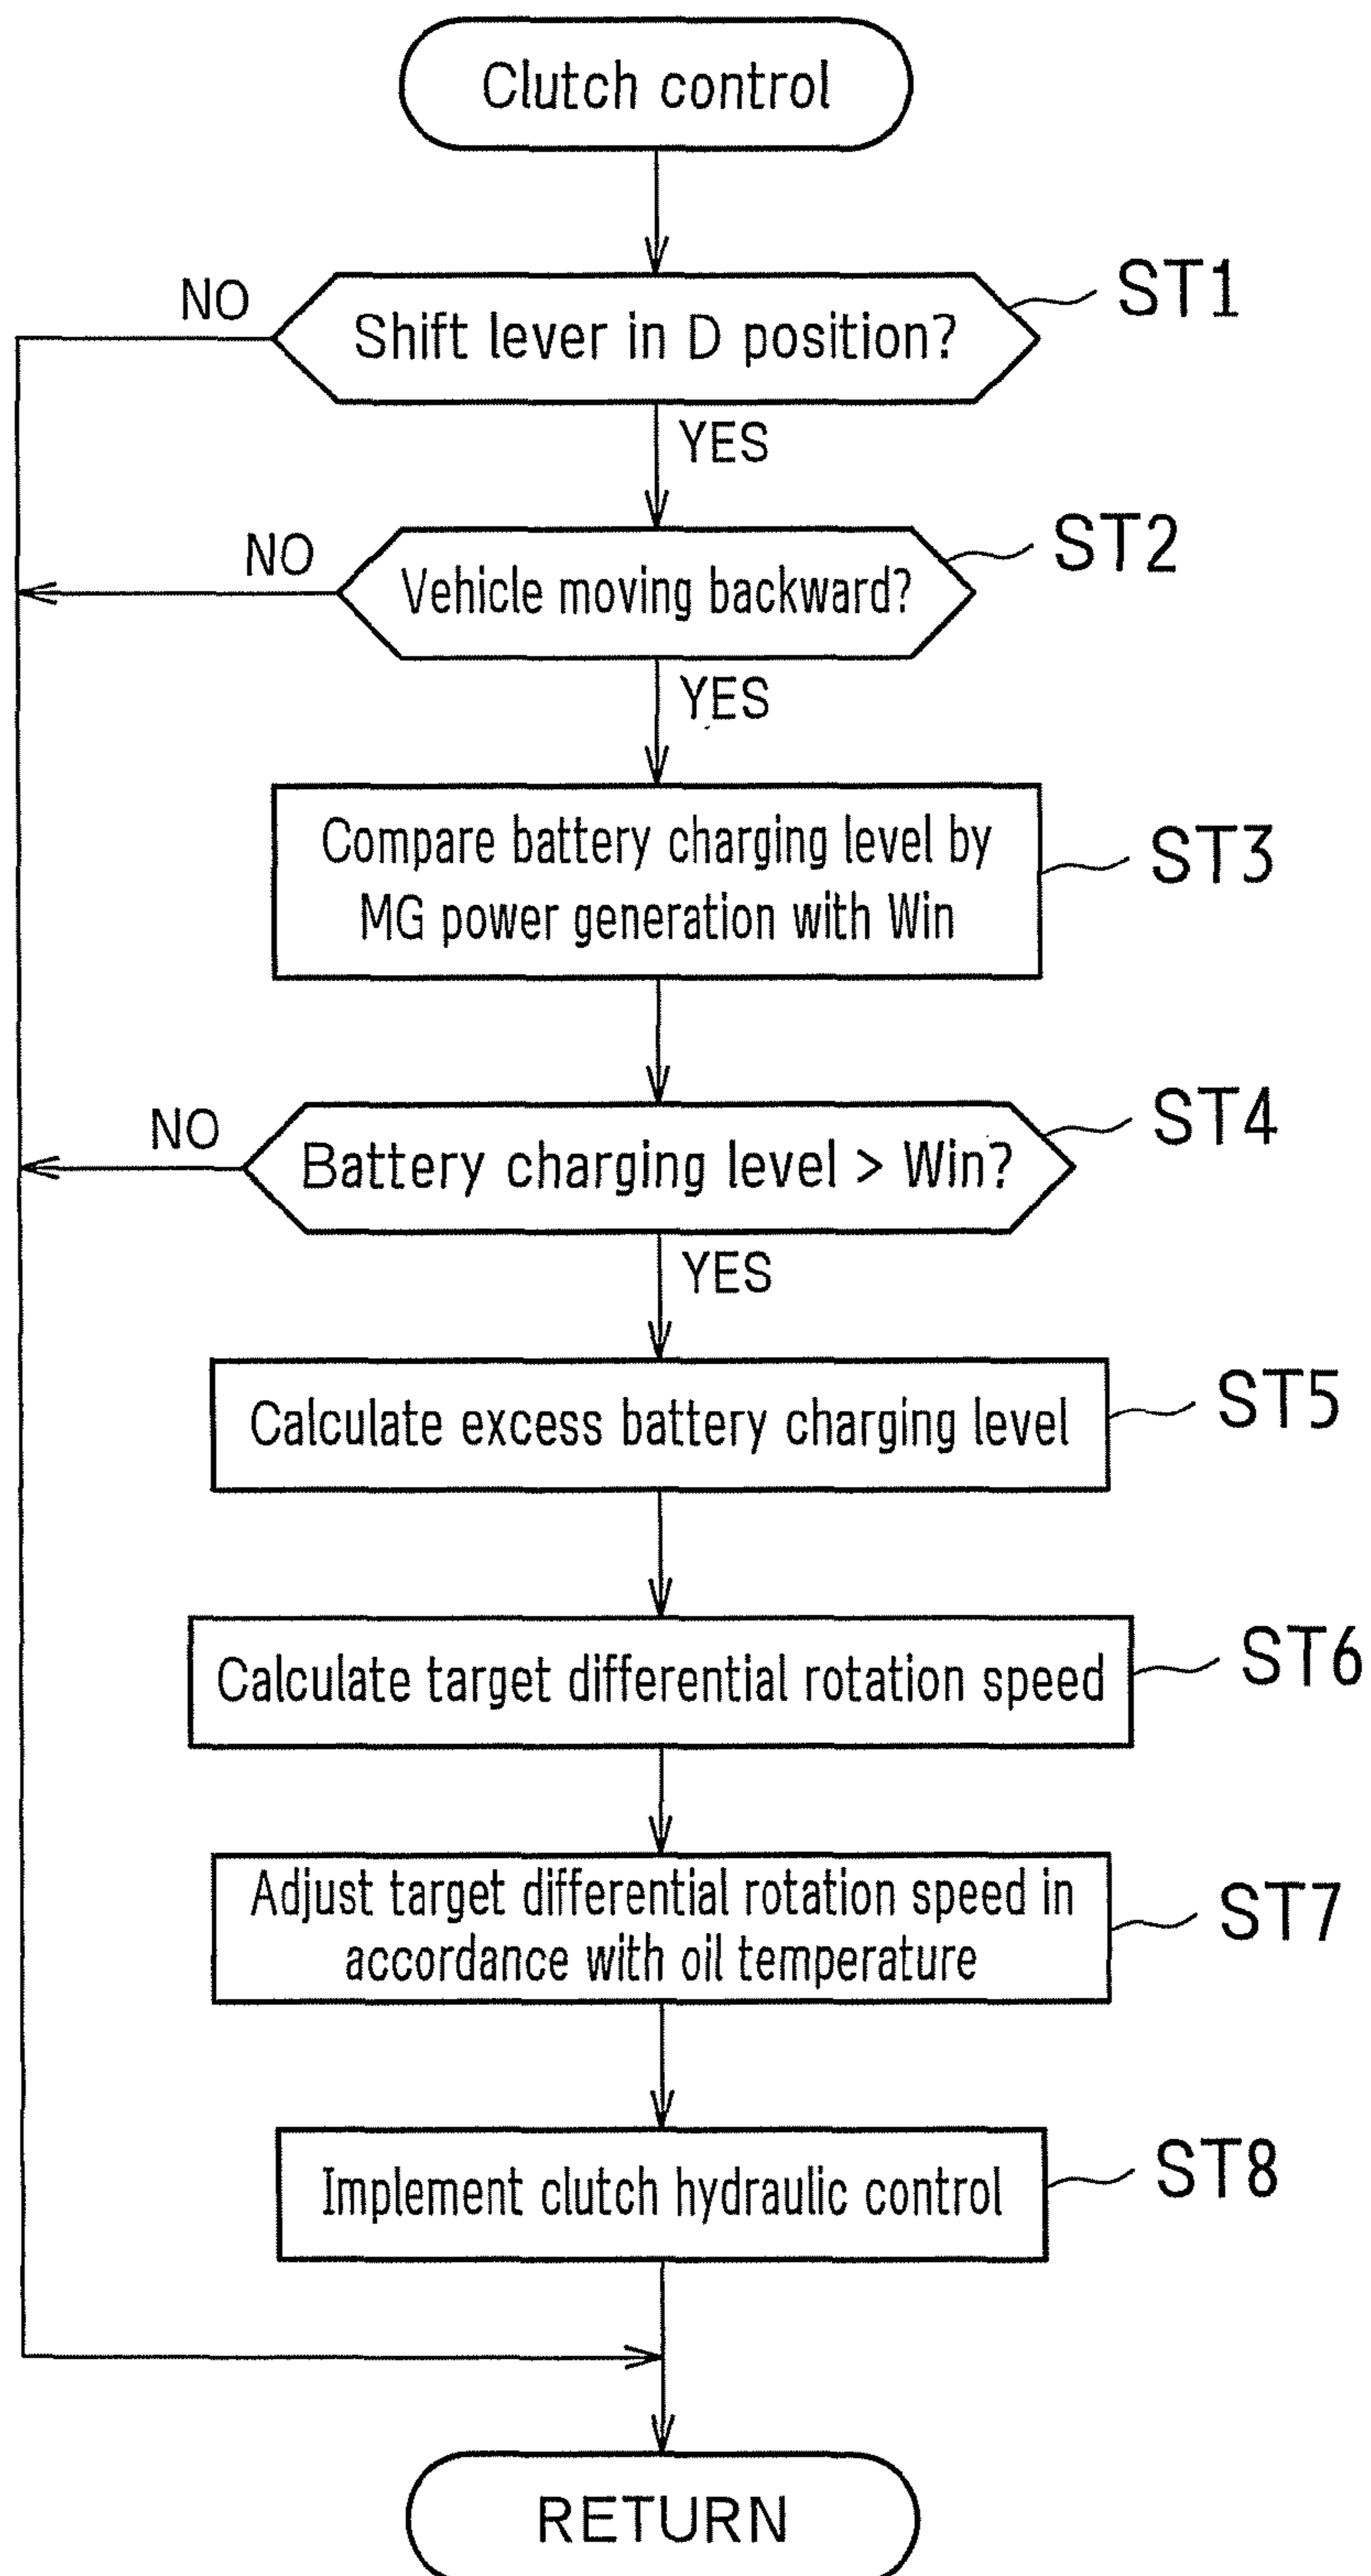 Clutch control
NO
Shift lever in D position?
ST1
YES
NO
Vehicle moving backward?
ST2
YES
Compare battery charging level by
MG power generation with Win
ST3
NO
Battery charging level > Win?
ST4
YES
Calculate excess battery charging level
ST5
Calculate target differential rotation speed
ST6
Adjust target differential rotation speed in
accordance with oil temperature
ST7
Implement clutch hydraulic control
ST8
RETURN